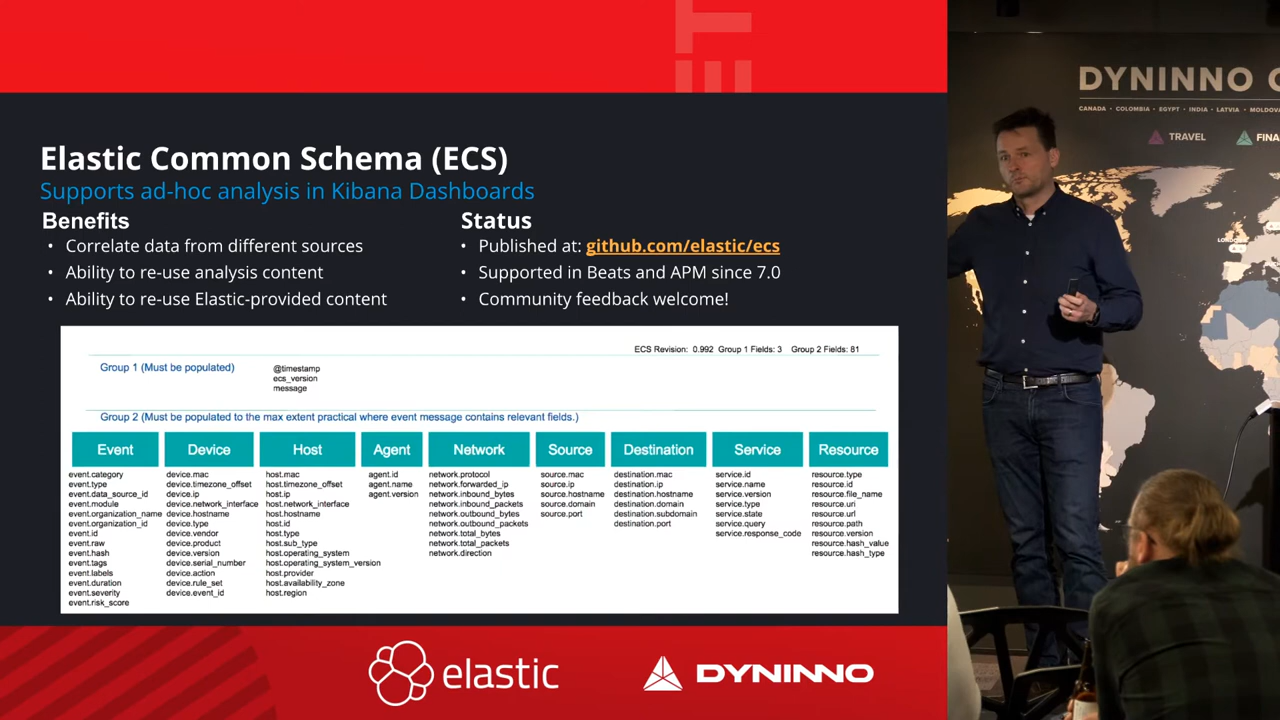 Elastic Common Schema (ECS)
Supports ad-hoc analysis in Kibana Dashboards
Benefits
• Correlate data from different sources
• Ability to re-use analysis content
• Ability to re-use Elastic-provided content
Status
• Published at: github.com/elastic/ecs
• Supported in Beats and APM since 7.0
• Community feedback welcome!
ECS Revision: 0.992 Group 1 Fields: 3 Group 2 Fields: 81
Group 1 (Must be populated)
@timestamp
ecs_version
message
Group 2 (Must be populated to the max extent practical where event message contains relevant fields.)
Event
event.category
event.type
event.data_source_id
event.module
event.organization_name
event.organization_id
event.id
event.raw
event.hash
event.tags
event.labels
event.duration
event.severity
event.risk_score
Device
device.mac
device.timezone_offset
device.ip
device.network_interface
device.hostname
device.type
device.vendor
device.product
device.version
device.serial_number
device.action
device.rule_set
device.event_id
Host
host.mac
host.timezone_offset
host.ip
host.network_interface
host.hostname
host.id
host.type
host.sub_type
host.operating_system
host.operating_system_version
host.provider
host.availability_zone
host.region
Agent
agent.id
agent.name
agent.version
Network
network.protocol
network.forwarded_ip
network.inbound_bytes
network.inbound_packets
network.outbound_bytes
network.outbound_packets
network.total_bytes
network.total_packets
network.direction
Source
source.mac
source.ip
source.hostname
source.domain
source.port
Destination
destination.mac
destination.ip
destination.hostname
destination.domain
destination.subdomain
destination.port
Service
service.id
service.name
service.version
service.type
service.state
service.query
service.response_code
Resource
resource.type
resource.id
resource.file_name
resource.uri
resource.url
resource.path
resource.version
resource.hash_value
resource.hash_type
elastic
DYNINNO
DYNINNO
CANADA • COLOMBIA • EGYPT • INDIA • LATVIA • MOLDOVA
TRAVEL